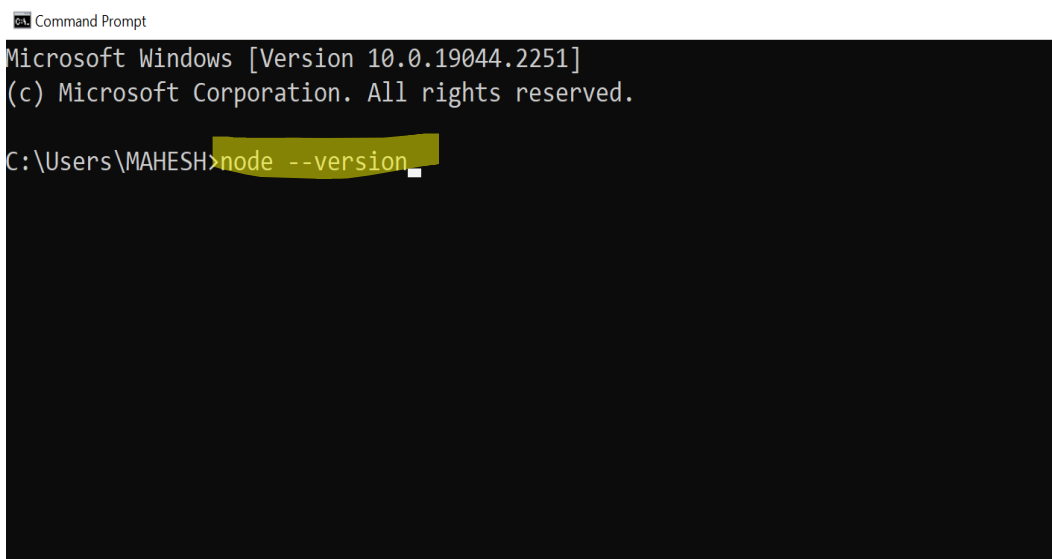 Command Prompt
Microsoft Windows [Version 10.0.19044.2251]
(c) Microsoft Corporation. All rights reserved.
C:\Users\MAHESH>node --version